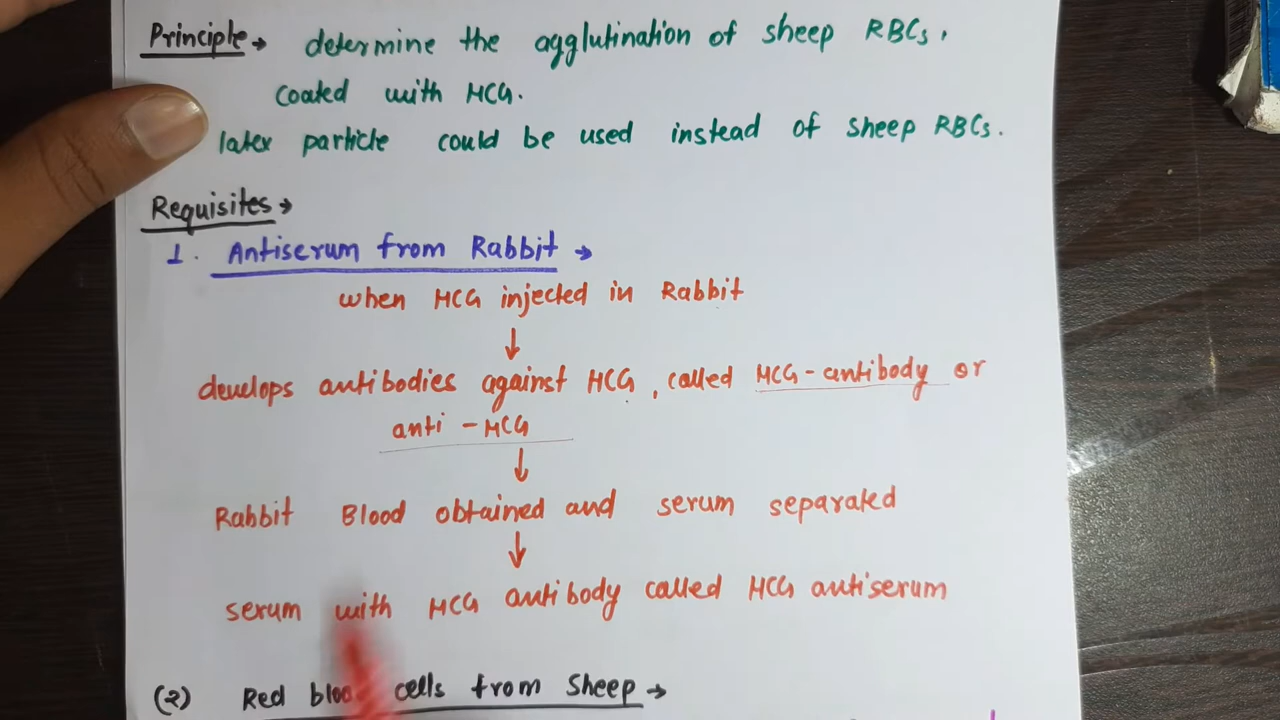 Principle → determine the agglutination of sheep RBCs,
coated with HCG.
latex particle could be used instead of sheep RBCs.
Requisites →
1. Antiserum from Rabbit →
when HCG injected in Rabbit
↓
develops antibodies against HCG, called HCG-antibody or
anti-HCG
↓
Rabbit Blood obtained and serum separated
↓
serum with HCG antibody called HCG antiserum
(2) Red blood cells from Sheep →